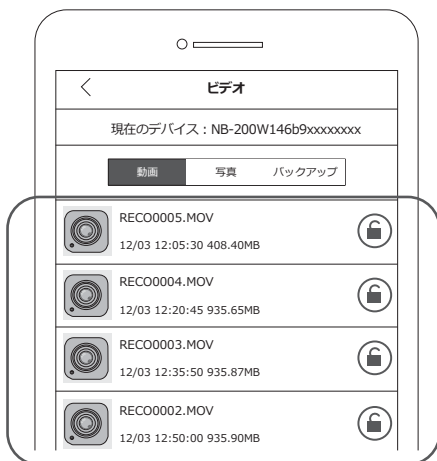 ビデオ
現在のデバイス：NB-200W146b9xxxxxxxx
動画 写真 バックアップ
RECO0005.MOV
12/03 12:05:30 408.40MB
RECO0004.MOV
12/03 12:20:45 935.65MB
RECO0003.MOV
12/03 12:35:50 935.87MB
RECO0002.MOV
12/03 12:50:00 935.90MB